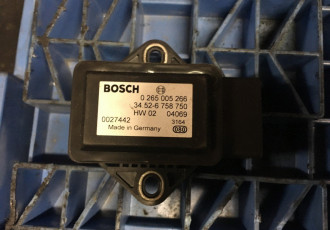 BOSCH
0 265 005 266
34 52-6 758 750
HW 02 04069
0027442 3164
Made in Germany